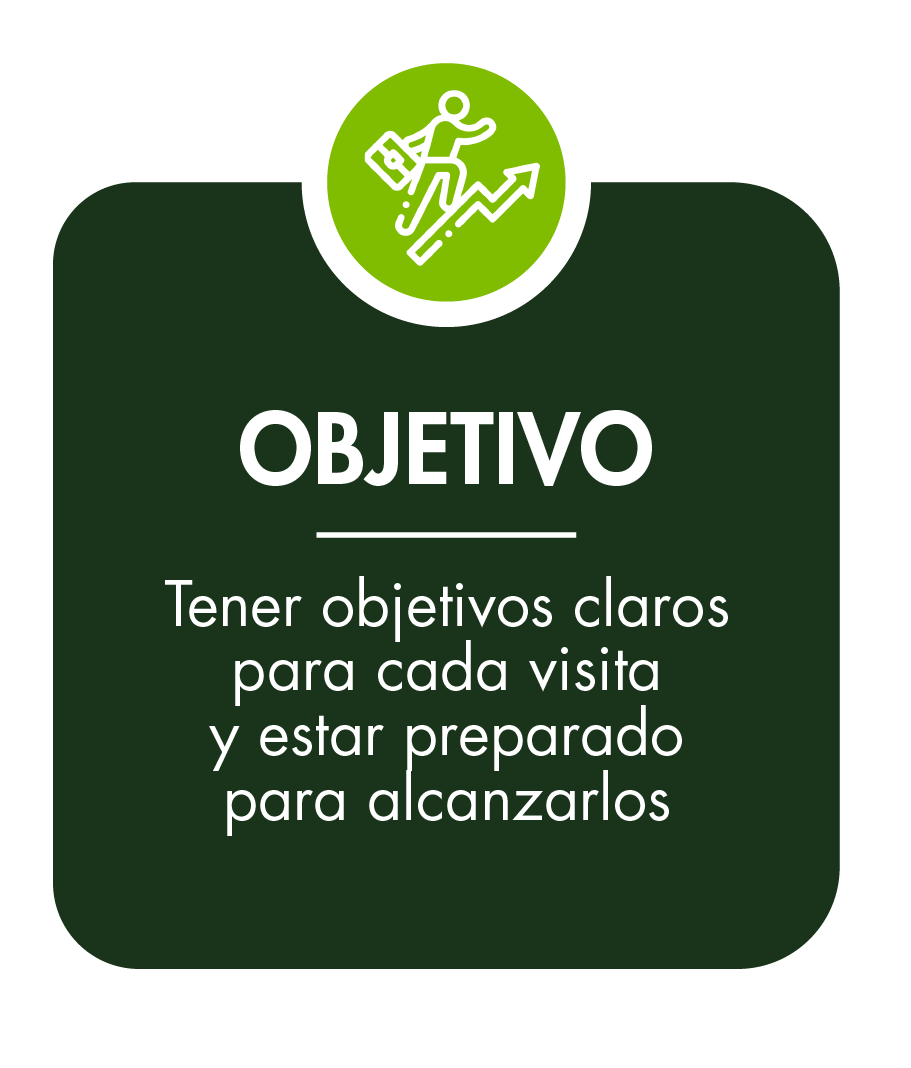 OBJETIVO
Tener objetivos claros
para cada visita
y estar preparado
para alcanzarlos